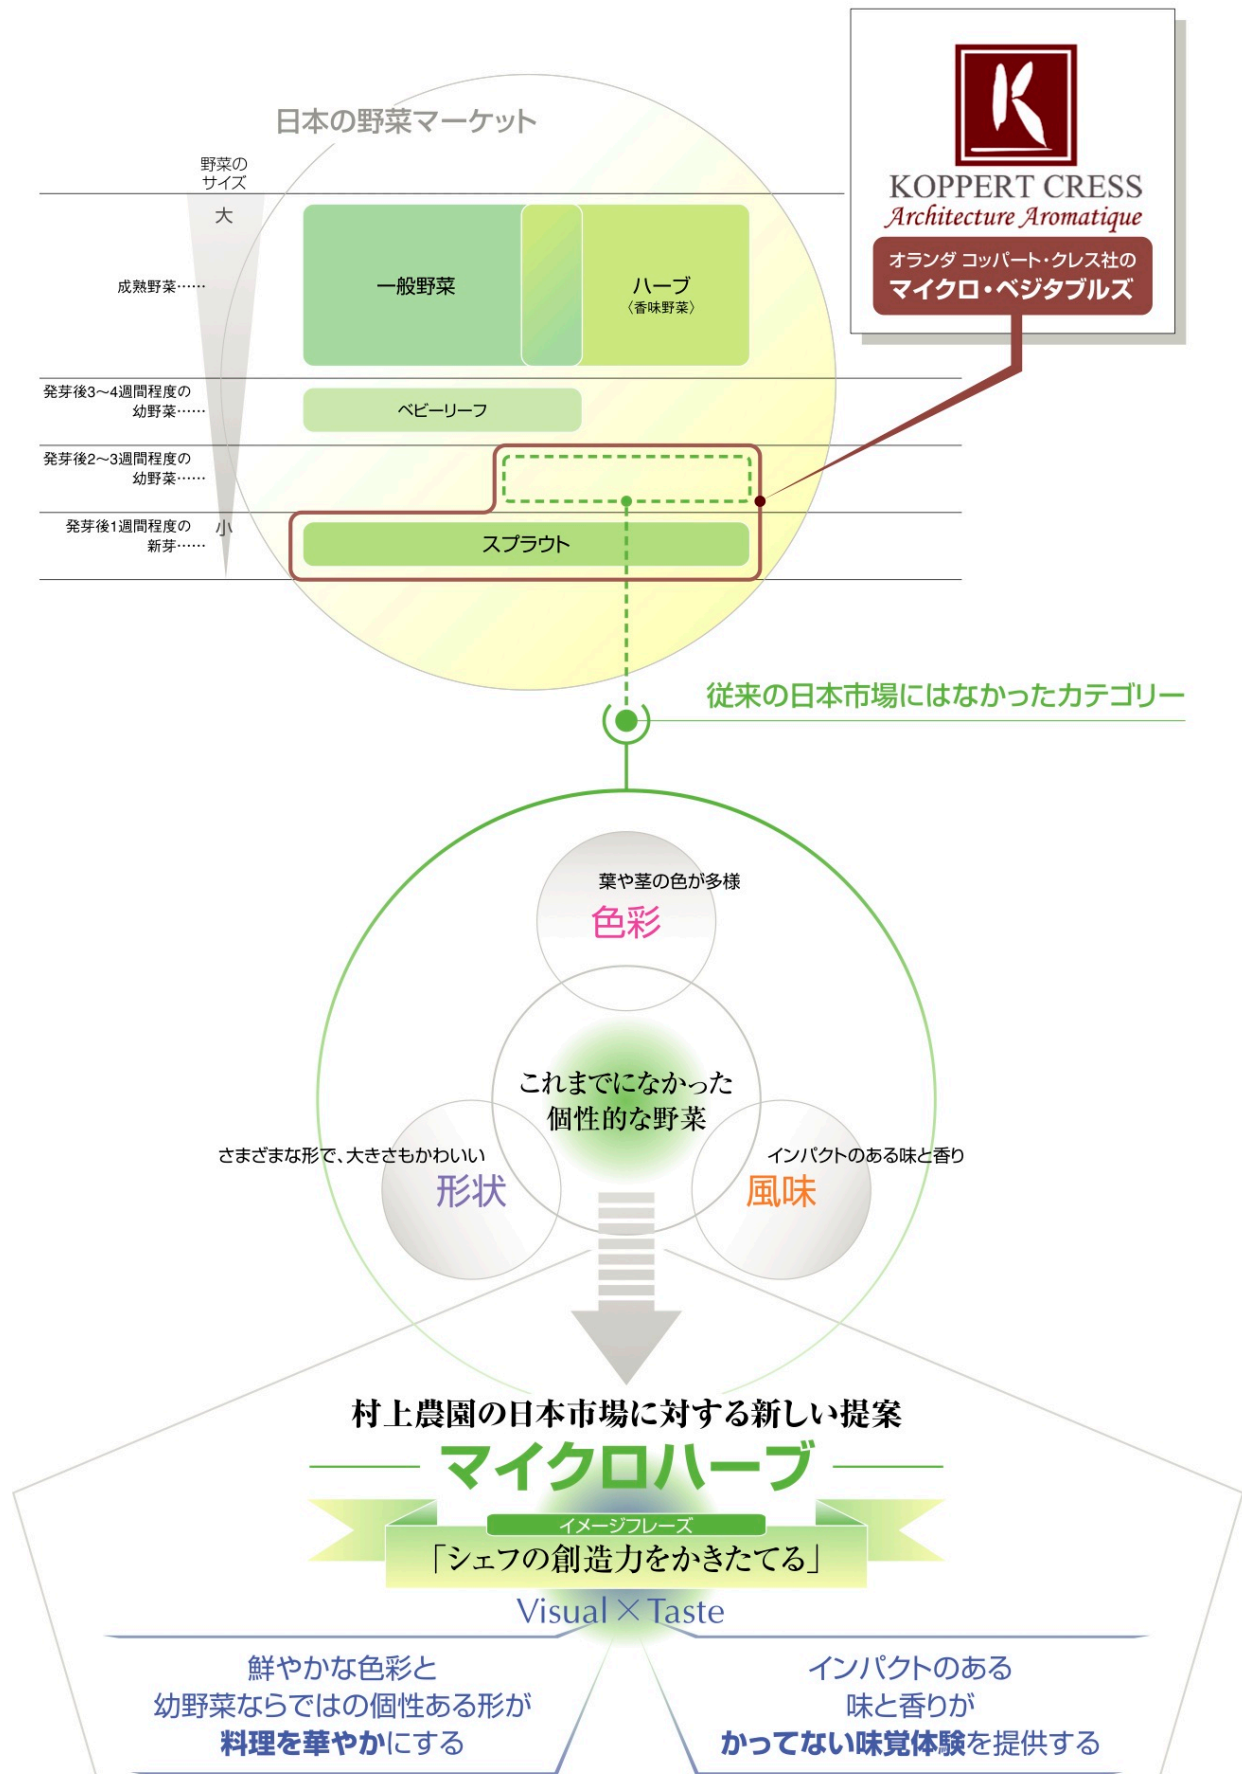 日本の野菜マーケット
野菜の
サイズ
大
成熟野菜……
一般野菜
ハーブ
〈香味野菜〉
K
KOPPERT CRESS
Architecture Aromatique
オランダ コッパート・クレス社の
マイクロ・ベジタブルズ
発芽後3〜4週間程度の
幼野菜……
ベビーリーフ
発芽後2〜3週間程度の
幼野菜……
発芽後1週間程度の
新芽……
小
スプラウト
従来の日本市場にはなかったカテゴリー
葉や茎の色が多様
色彩
これまでになかった
個性的な野菜
さまざまな形で、大きさもかわいい
形状
インパクトのある味と香り
風味
村上農園の日本市場に対する新しい提案
マイクロハーブ
イメージフレーズ
「シェフの創造力をかきたてる」
Visual×Taste
鮮やかな色彩と
幼野菜ならではの個性ある形が
料理を華やかにする
インパクトのある
味と香りが
かってない味覚体験を提供する